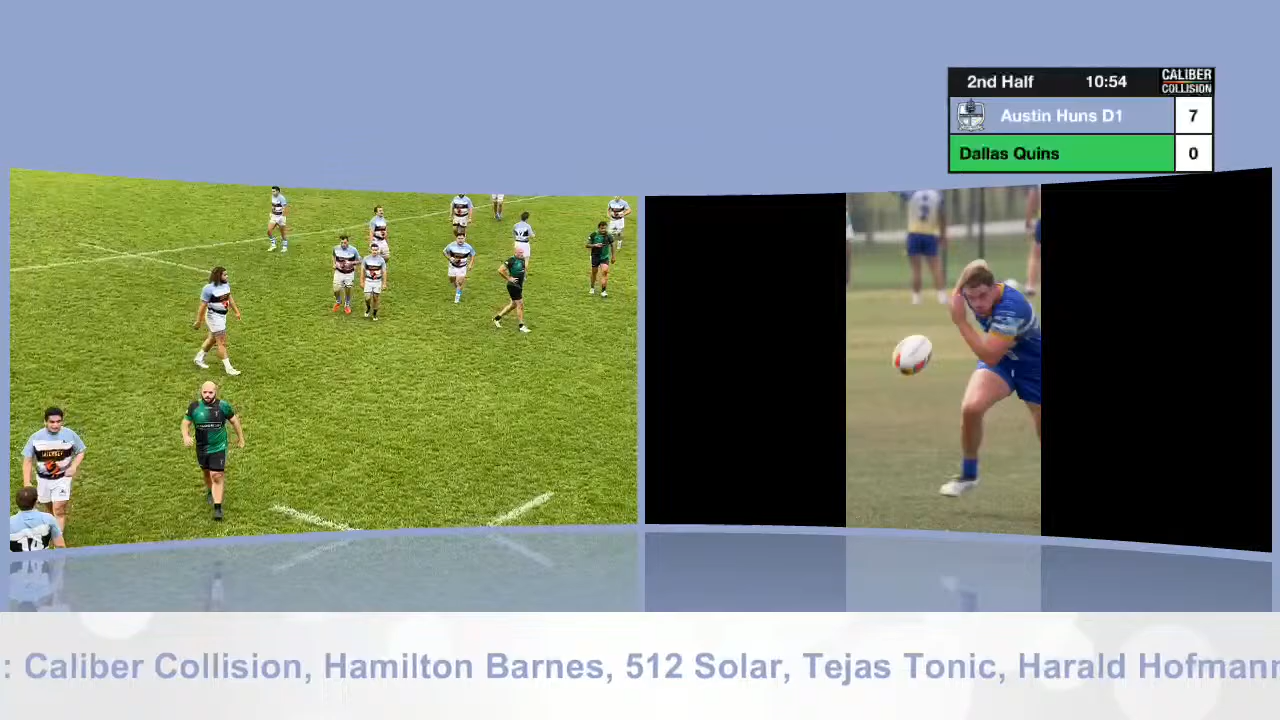 2nd Half 10:54 CALIBER COLLISION
Austin Huns D1 7
Dallas Quins 0
: Caliber Collision, Hamilton Barnes, 512 Solar, Tejas Tonic, Harald Hofmann